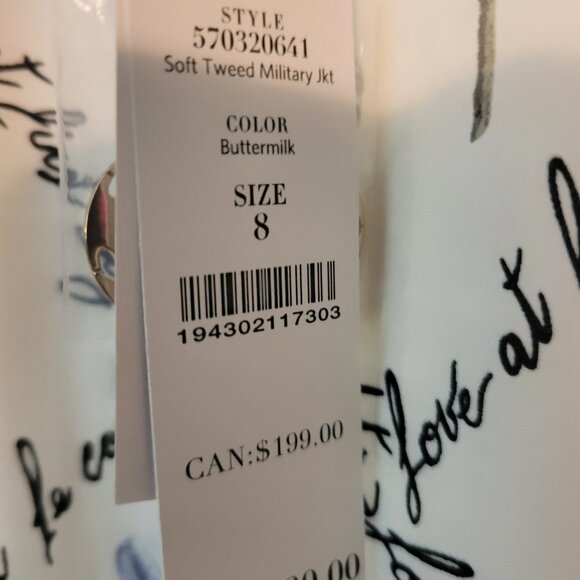 STYLE
570320641
Soft Tweed Military Jkt
COLOR
Buttermilk
SIZE
8
194302117303
CAN:$199.00
love at